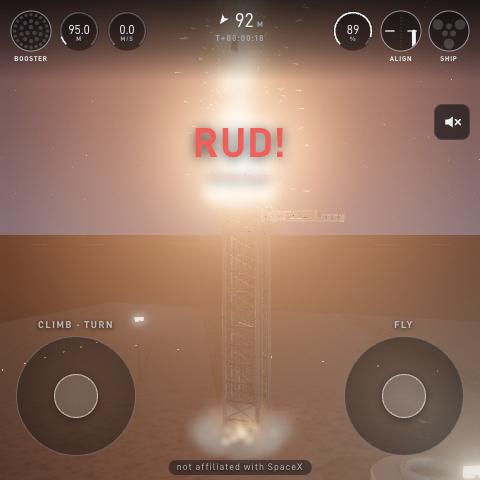 95.0
M
0.0
M/S
92 M
T+00:00:18
89
%
BOOSTER
ALIGN
SHIP
RUD!
CLIMB · TURN
FLY
not affiliated with SpaceX